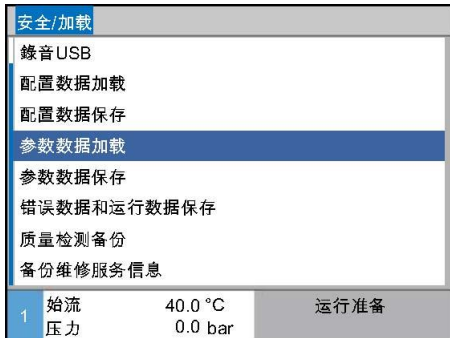 安全/加载
錄音USB
配置数据加载
配置数据保存
参数数据加载
参数数据保存
错误数据和运行数据保存
质量检测备份
备份维修服务信息
1 始流 40.0 °C 运行准备
压力 0.0 bar